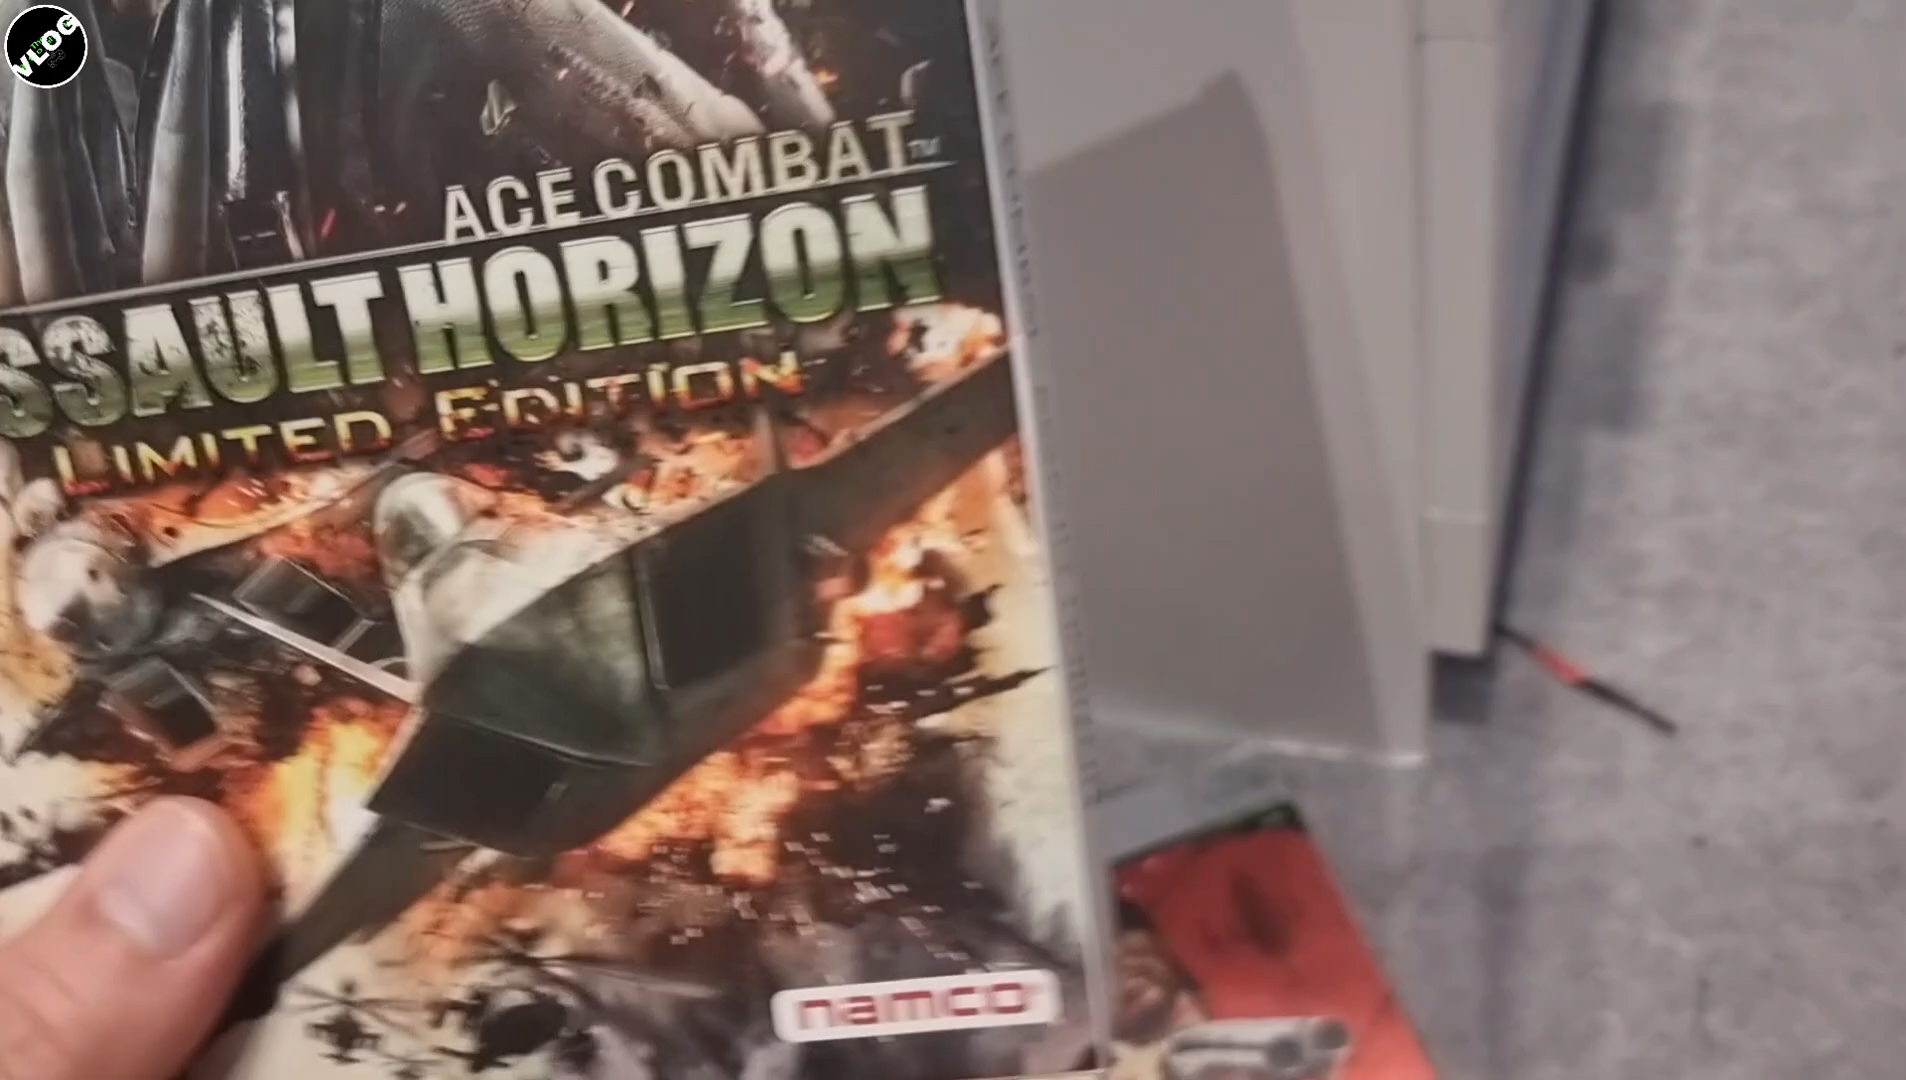 VLOG
ACE COMBAT™
SSAULT HORIZON
LIMITED EDITION
namco